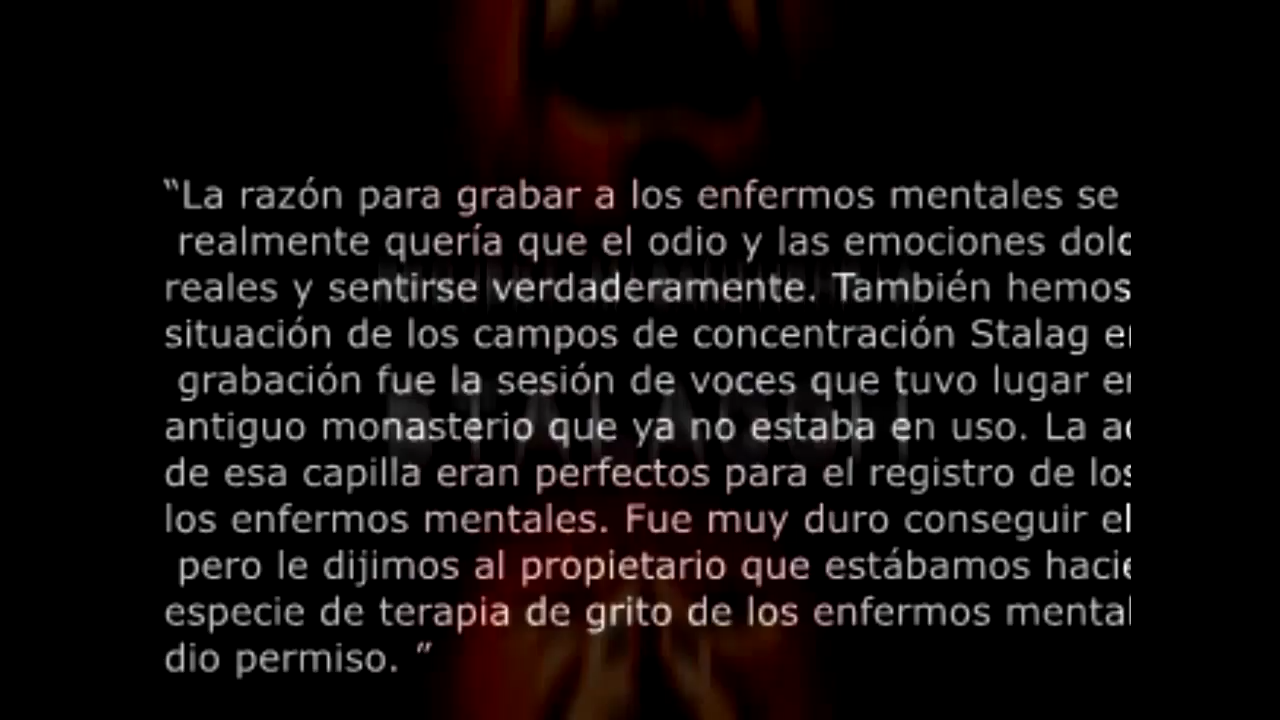 “La razón para grabar a los enfermos mentales se
realmente quería que el odio y las emociones
reales y sentirse verdaderamente. También hemos
situación de los campos de concentración Stalag
grabación fue la sesión de voces que tuvo lugar
antiguo monasterio que ya no estaba en uso. La
de esa capilla eran perfectos para el registro de los
los enfermos mentales. Fue muy duro conseguir el
pero le dijimos al propietario que estábamos
especie de terapia de grito de los enfermos
dio permiso. ”
STALAGGH